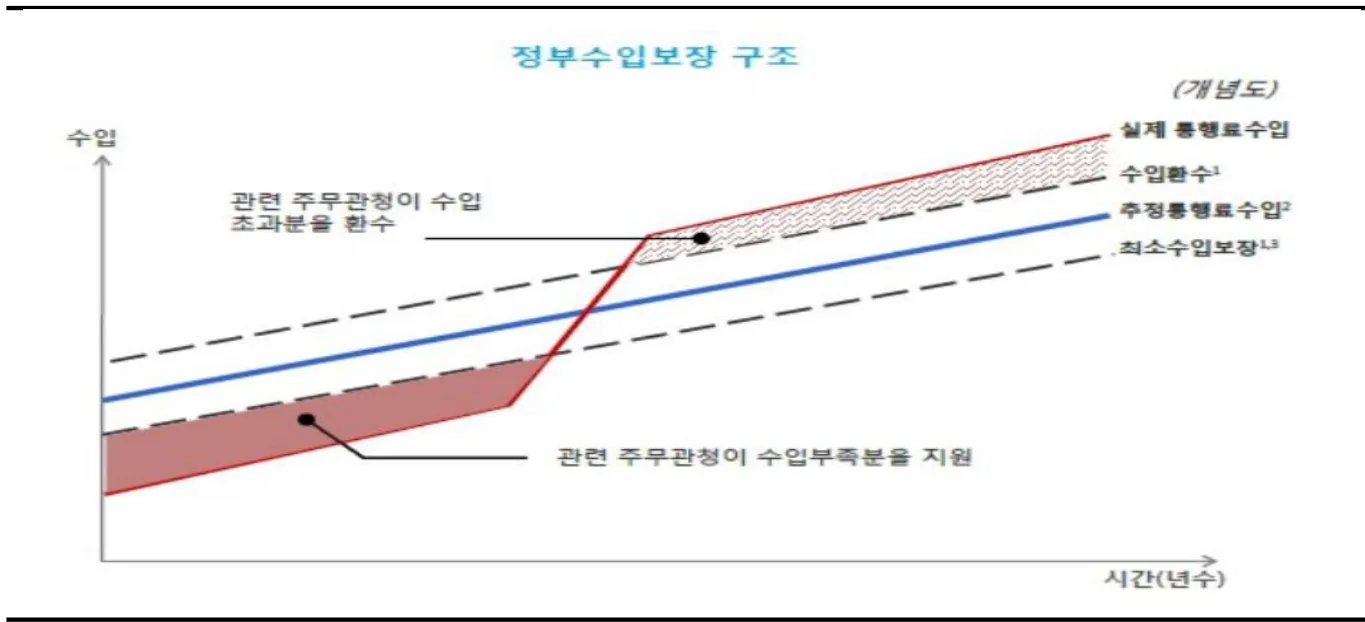 정부수입보장 구조
(개념도)
수입
실제 통행료수입
관련 주무관청이 수입
초과분을 환수
수입환수1
추정통행료수입2
최소수입보장1,3
관련 주무관청이 수입부족분을 지원
시간(년수)